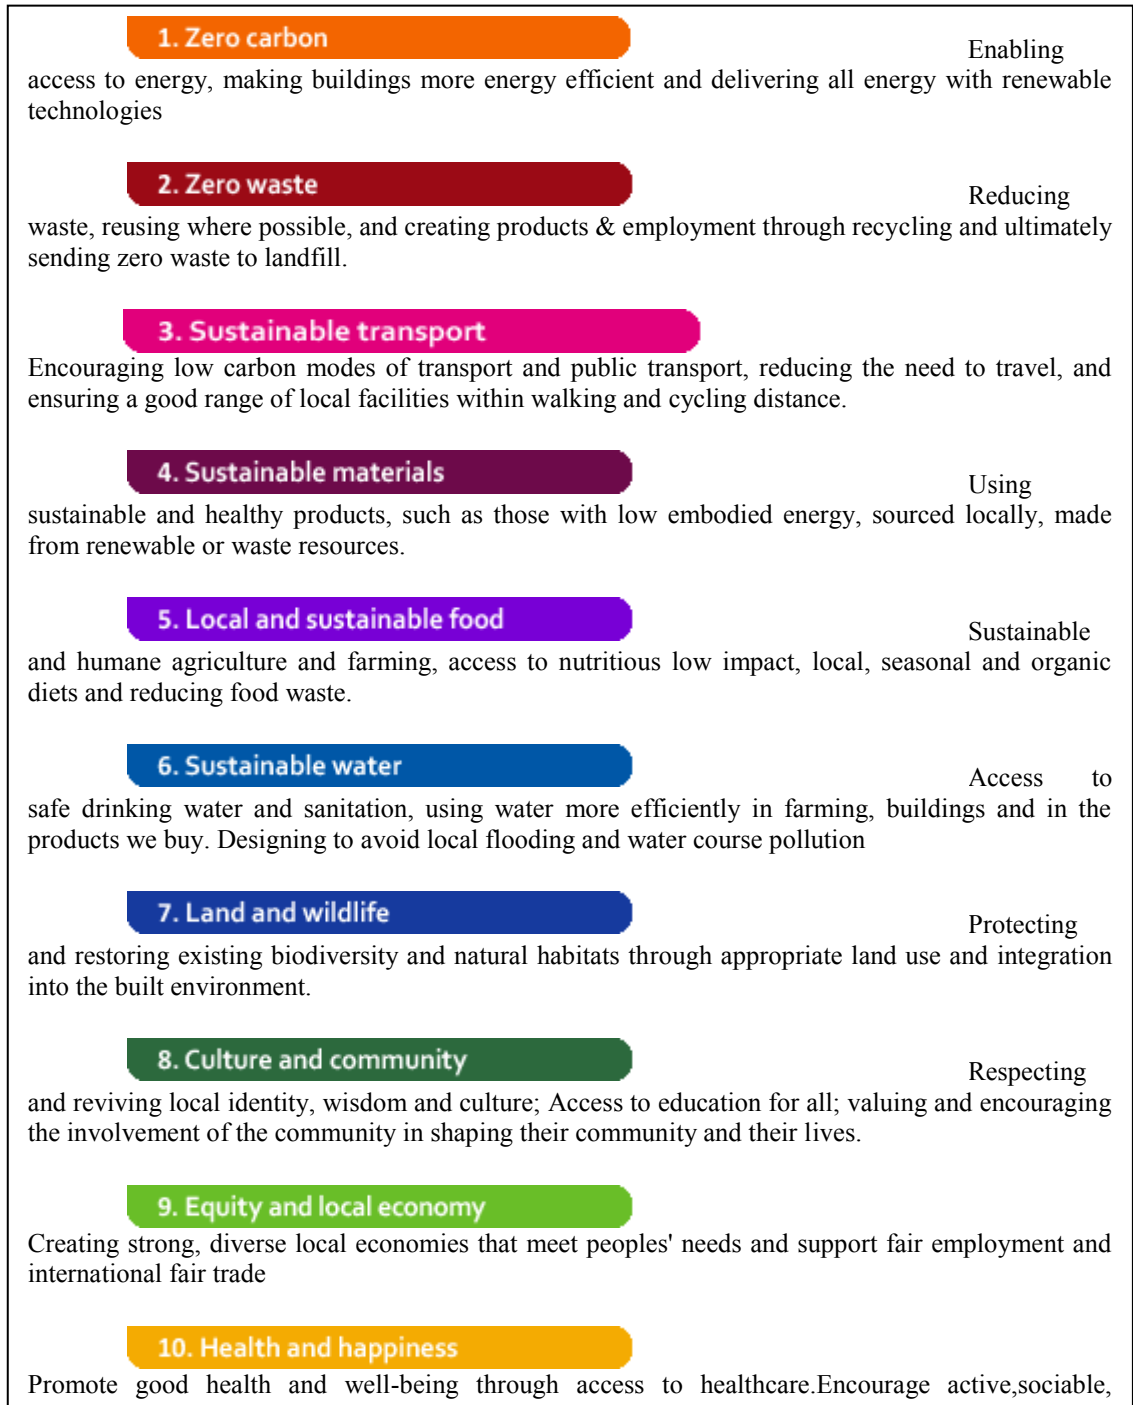 1. Zero carbon
Enabling
access to energy, making buildings more energy efficient and delivering all energy with renewable
technologies
2. Zero waste
Reducing
waste, reusing where possible, and creating products & employment through recycling and ultimately
sending zero waste to landfill.
3. Sustainable transport
Encouraging low carbon modes of transport and public transport, reducing the need to travel, and
ensuring a good range of local facilities within walking and cycling distance.
4. Sustainable materials
Using
sustainable and healthy products, such as those with low embodied energy, sourced locally, made
from renewable or waste resources.
5. Local and sustainable food
Sustainable
and humane agriculture and farming, access to nutritious low impact, local, seasonal and organic
diets and reducing food waste.
6. Sustainable water
Access to
safe drinking water and sanitation, using water more efficiently in farming, buildings and in the
products we buy. Designing to avoid local flooding and water course pollution
7. Land and wildlife
Protecting
and restoring existing biodiversity and natural habitats through appropriate land use and integration
into the built environment.
8. Culture and community
Respecting
and reviving local identity, wisdom and culture; Access to education for all; valuing and encouraging
the involvement of the community in shaping their community and their lives.
9. Equity and local economy
Creating strong, diverse local economies that meet peoples' needs and support fair employment and
international fair trade
10. Health and happiness
Promote good health and well-being through access to healthcare.Encourage active,sociable,